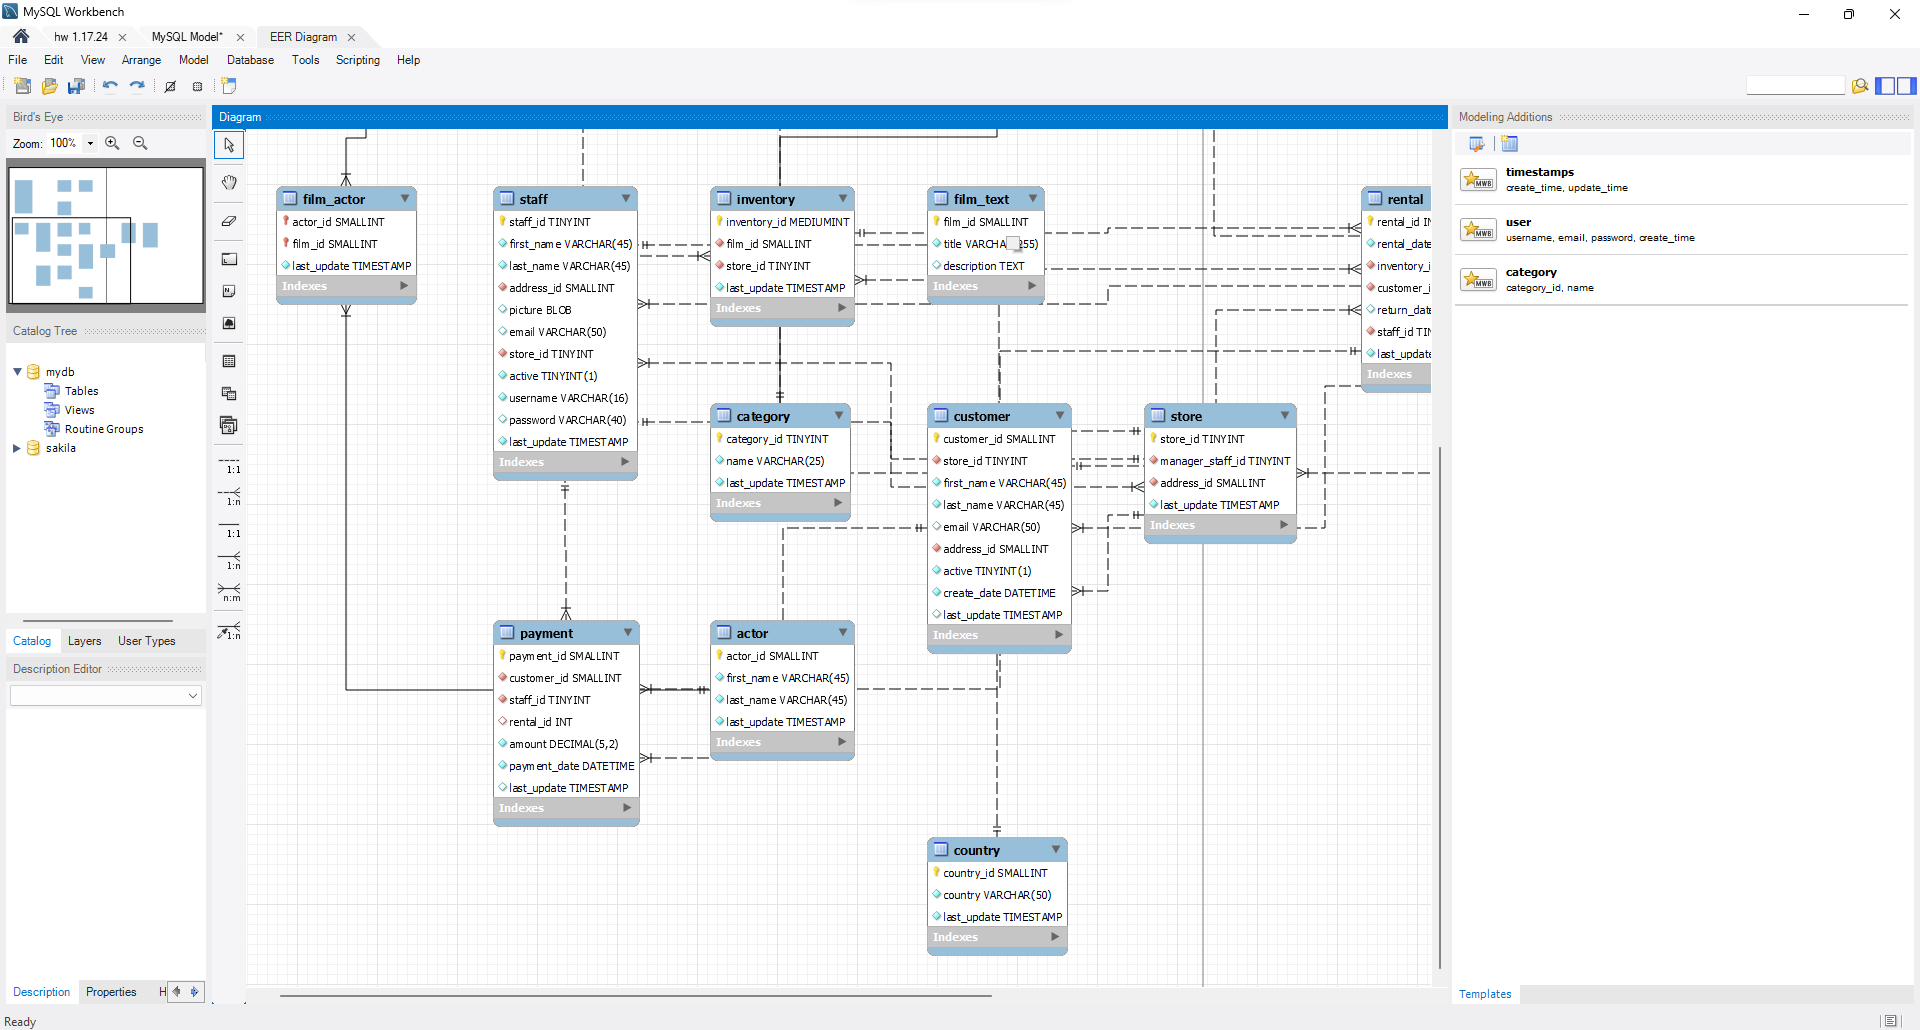 MySQL Workbench
hw 1.17.24
MySQL Model*
EER Diagram
File Edit View Arrange Model Database Tools Scripting Help
Bird's Eye
Zoom: 100%
Catalog Tree
mydb
Tables
Views
Routine Groups
sakila
Catalog Layers User Types
Description Editor
Description Properties H
Diagram
1:1
1:n
1:1
1:n
n:m
1:n
film_actor
actor_id SMALLINT
film_id SMALLINT
last_update TIMESTAMP
Indexes
staff
staff_id TINYINT
first_name VARCHAR(45)
last_name VARCHAR(45)
address_id SMALLINT
picture BLOB
email VARCHAR(50)
store_id TINYINT
active TINYINT(1)
username VARCHAR(16)
password VARCHAR(40)
last_update TIMESTAMP
Indexes
inventory
inventory_id MEDIUMINT
film_id SMALLINT
store_id TINYINT
last_update TIMESTAMP
Indexes
film_text
film_id SMALLINT
title VARCHA 255)
description TEXT
Indexes
rental
rental_id IN
rental_date
inventory_i
customer_i
return_date
staff_id TIN
last_update
Indexes
category
category_id TINYINT
name VARCHAR(25)
last_update TIMESTAMP
Indexes
customer
customer_id SMALLINT
store_id TINYINT
first_name VARCHAR(45)
last_name VARCHAR(45)
email VARCHAR(50)
address_id SMALLINT
active TINYINT(1)
create_date DATETIME
last_update TIMESTAMP
Indexes
store
store_id TINYINT
manager_staff_id TINYINT
address_id SMALLINT
last_update TIMESTAMP
Indexes
payment
payment_id SMALLINT
customer_id SMALLINT
staff_id TINYINT
rental_id INT
amount DECIMAL(5,2)
payment_date DATETIME
last_update TIMESTAMP
Indexes
actor
actor_id SMALLINT
first_name VARCHAR(45)
last_name VARCHAR(45)
last_update TIMESTAMP
Indexes
country
country_id SMALLINT
country VARCHAR(50)
last_update TIMESTAMP
Indexes
Modeling Additions
MWB
timestamps
create_time, update_time
MWB
user
username, email, password, create_time
MWB
category
category_id, name
Templates
Ready